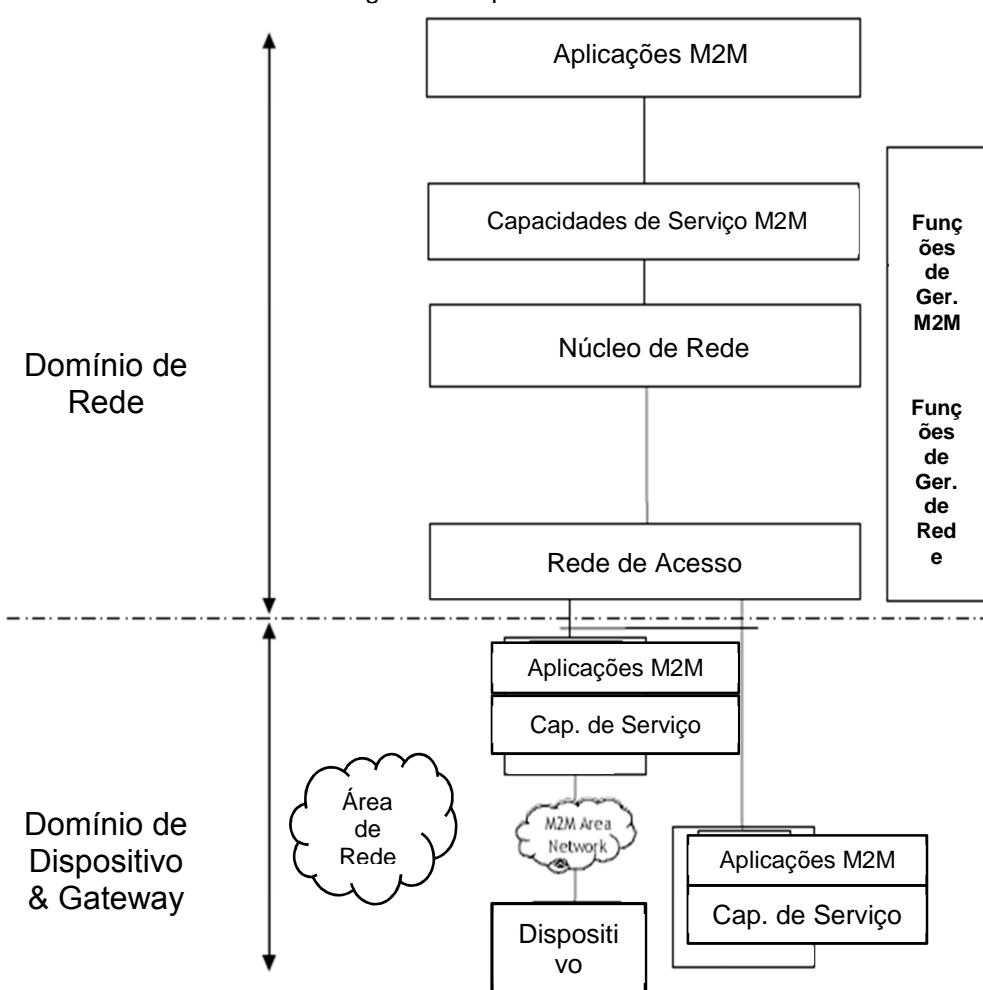 Aplicações M2M
Capacidades de Serviço M2M
Funç
ões
de
Ger.
M2M
Núcleo de Rede
Domínio de
Rede
Funç
ões
de
Ger.
de
Red
e
Rede de Acesso
Aplicações M2M
Cap. de Serviço
Área
de
Rede
M2M Area
Network
Domínio de
Dispositivo
& Gateway
Aplicações M2M
Cap. de Serviço
Dispositi
vo